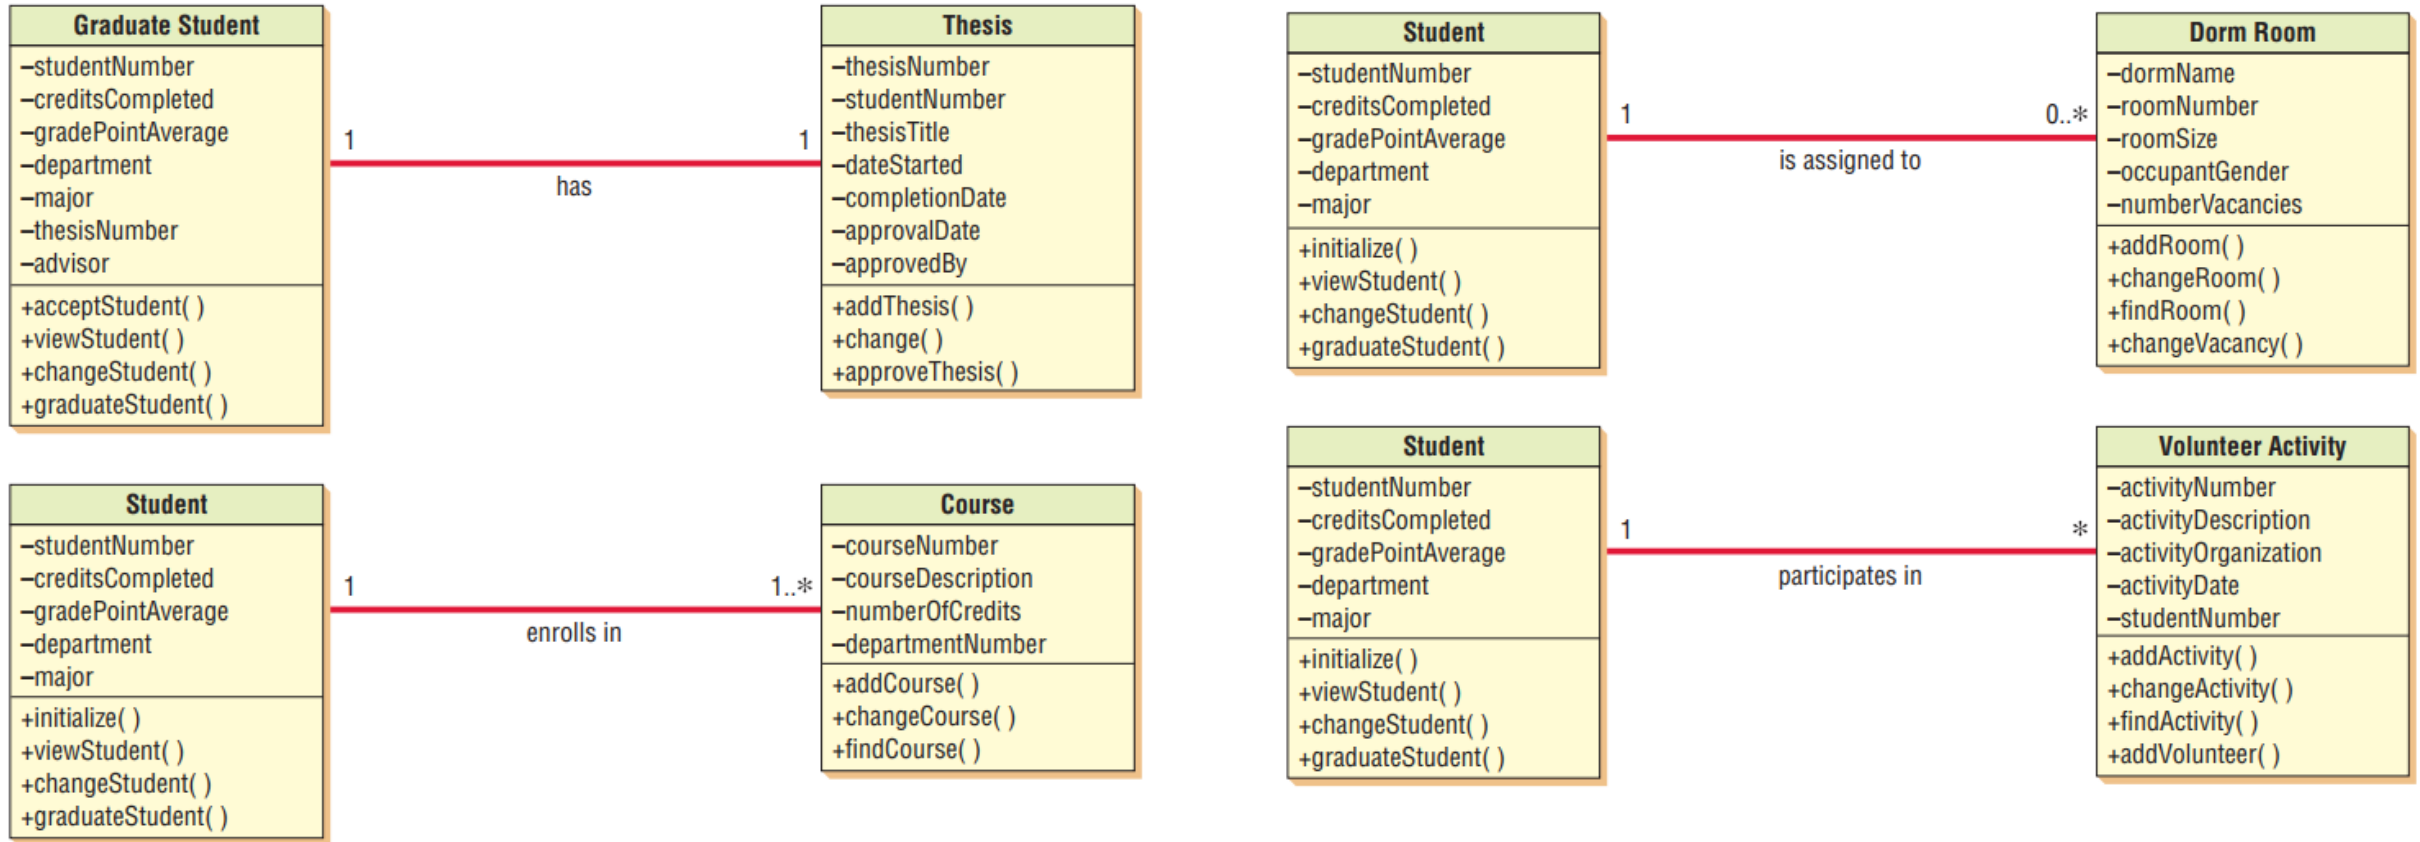 Graduate Student
–studentNumber
–creditsCompleted
–gradePointAverage
–department
–major
–thesisNumber
–advisor
+acceptStudent( )
+viewStudent( )
+changeStudent( )
+graduateStudent( )
1
1
has
Thesis
–thesisNumber
–studentNumber
–thesisTitle
–dateStarted
–completionDate
–approvalDate
–approvedBy
+addThesis( )
+change( )
+approveThesis( )
Student
–studentNumber
–creditsCompleted
–gradePointAverage
–department
–major
+initialize( )
+viewStudent( )
+changeStudent( )
+graduateStudent( )
1
1..*
enrolls in
Course
–courseNumber
–courseDescription
–numberOfCredits
–departmentNumber
+addCourse( )
+changeCourse( )
+findCourse( )
Student
–studentNumber
–creditsCompleted
–gradePointAverage
–department
–major
+initialize( )
+viewStudent( )
+changeStudent( )
+graduateStudent( )
1
0..*
is assigned to
Dorm Room
–dormName
–roomNumber
–roomSize
–occupantGender
–numberVacancies
+addRoom( )
+changeRoom( )
+findRoom( )
+changeVacancy( )
Student
–studentNumber
–creditsCompleted
–gradePointAverage
–department
–major
+initialize( )
+viewStudent( )
+changeStudent( )
+graduateStudent( )
1
*
participates in
Volunteer Activity
–activityNumber
–activityDescription
–activityOrganization
–activityDate
–studentNumber
+addActivity( )
+changeActivity( )
+findActivity( )
+addVolunteer( )